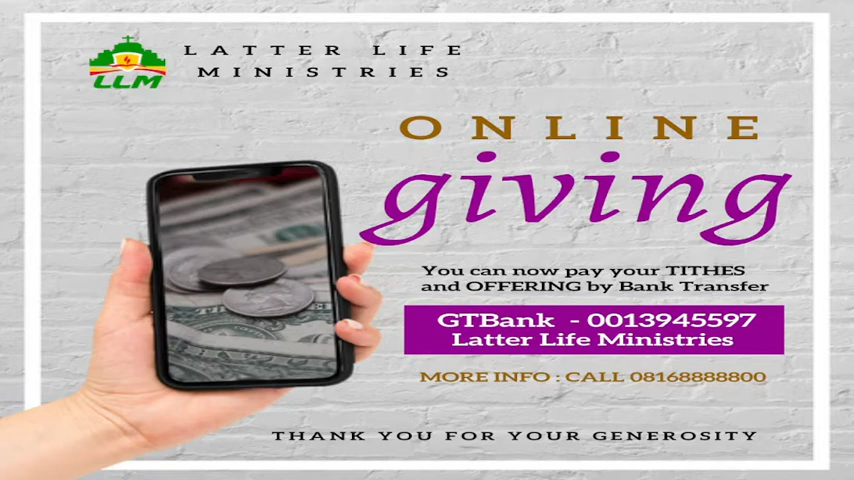 LATTER LIFE
MINISTRIES
LLM
ONLINE
giving
You can now pay your TITHES
and OFFERING by Bank Transfer
GTBank - 0013945597
Latter Life Ministries
MORE INFO : CALL 08168888800
THANK YOU FOR YOUR GENEROSITY